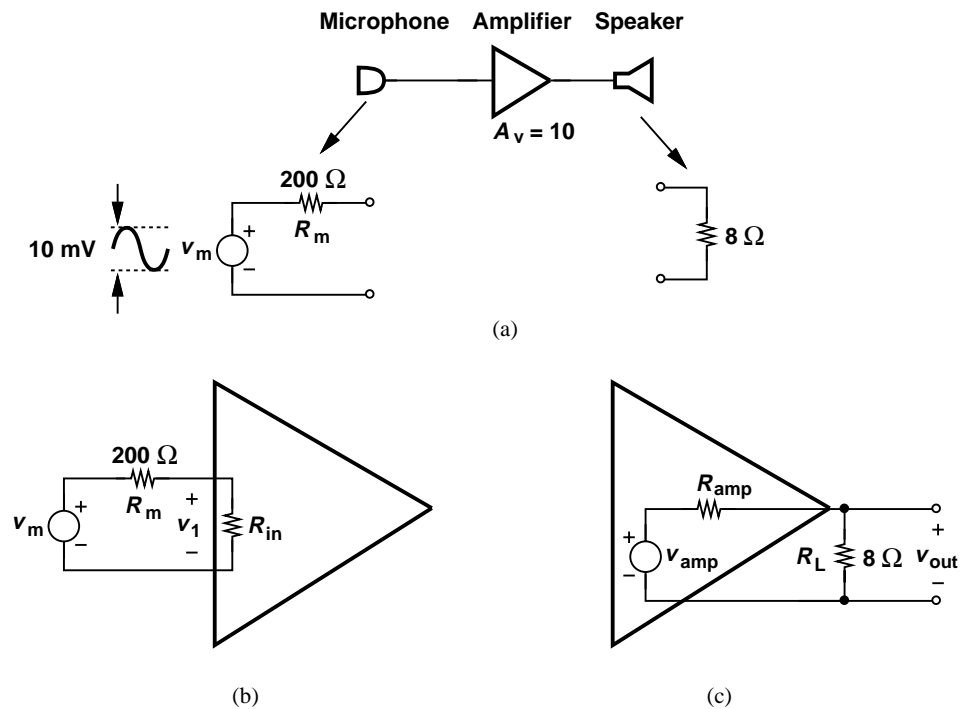 Microphone Amplifier Speaker
A_v = 10
200 Ω
R_m
10 mV
v_m
+
−
8 Ω
(a)
200 Ω
R_m
v_m
+
−
+
v_1
−
R_in
R_amp
+
−
v_amp
R_L
8 Ω
+
v_out
−
(b)
(c)